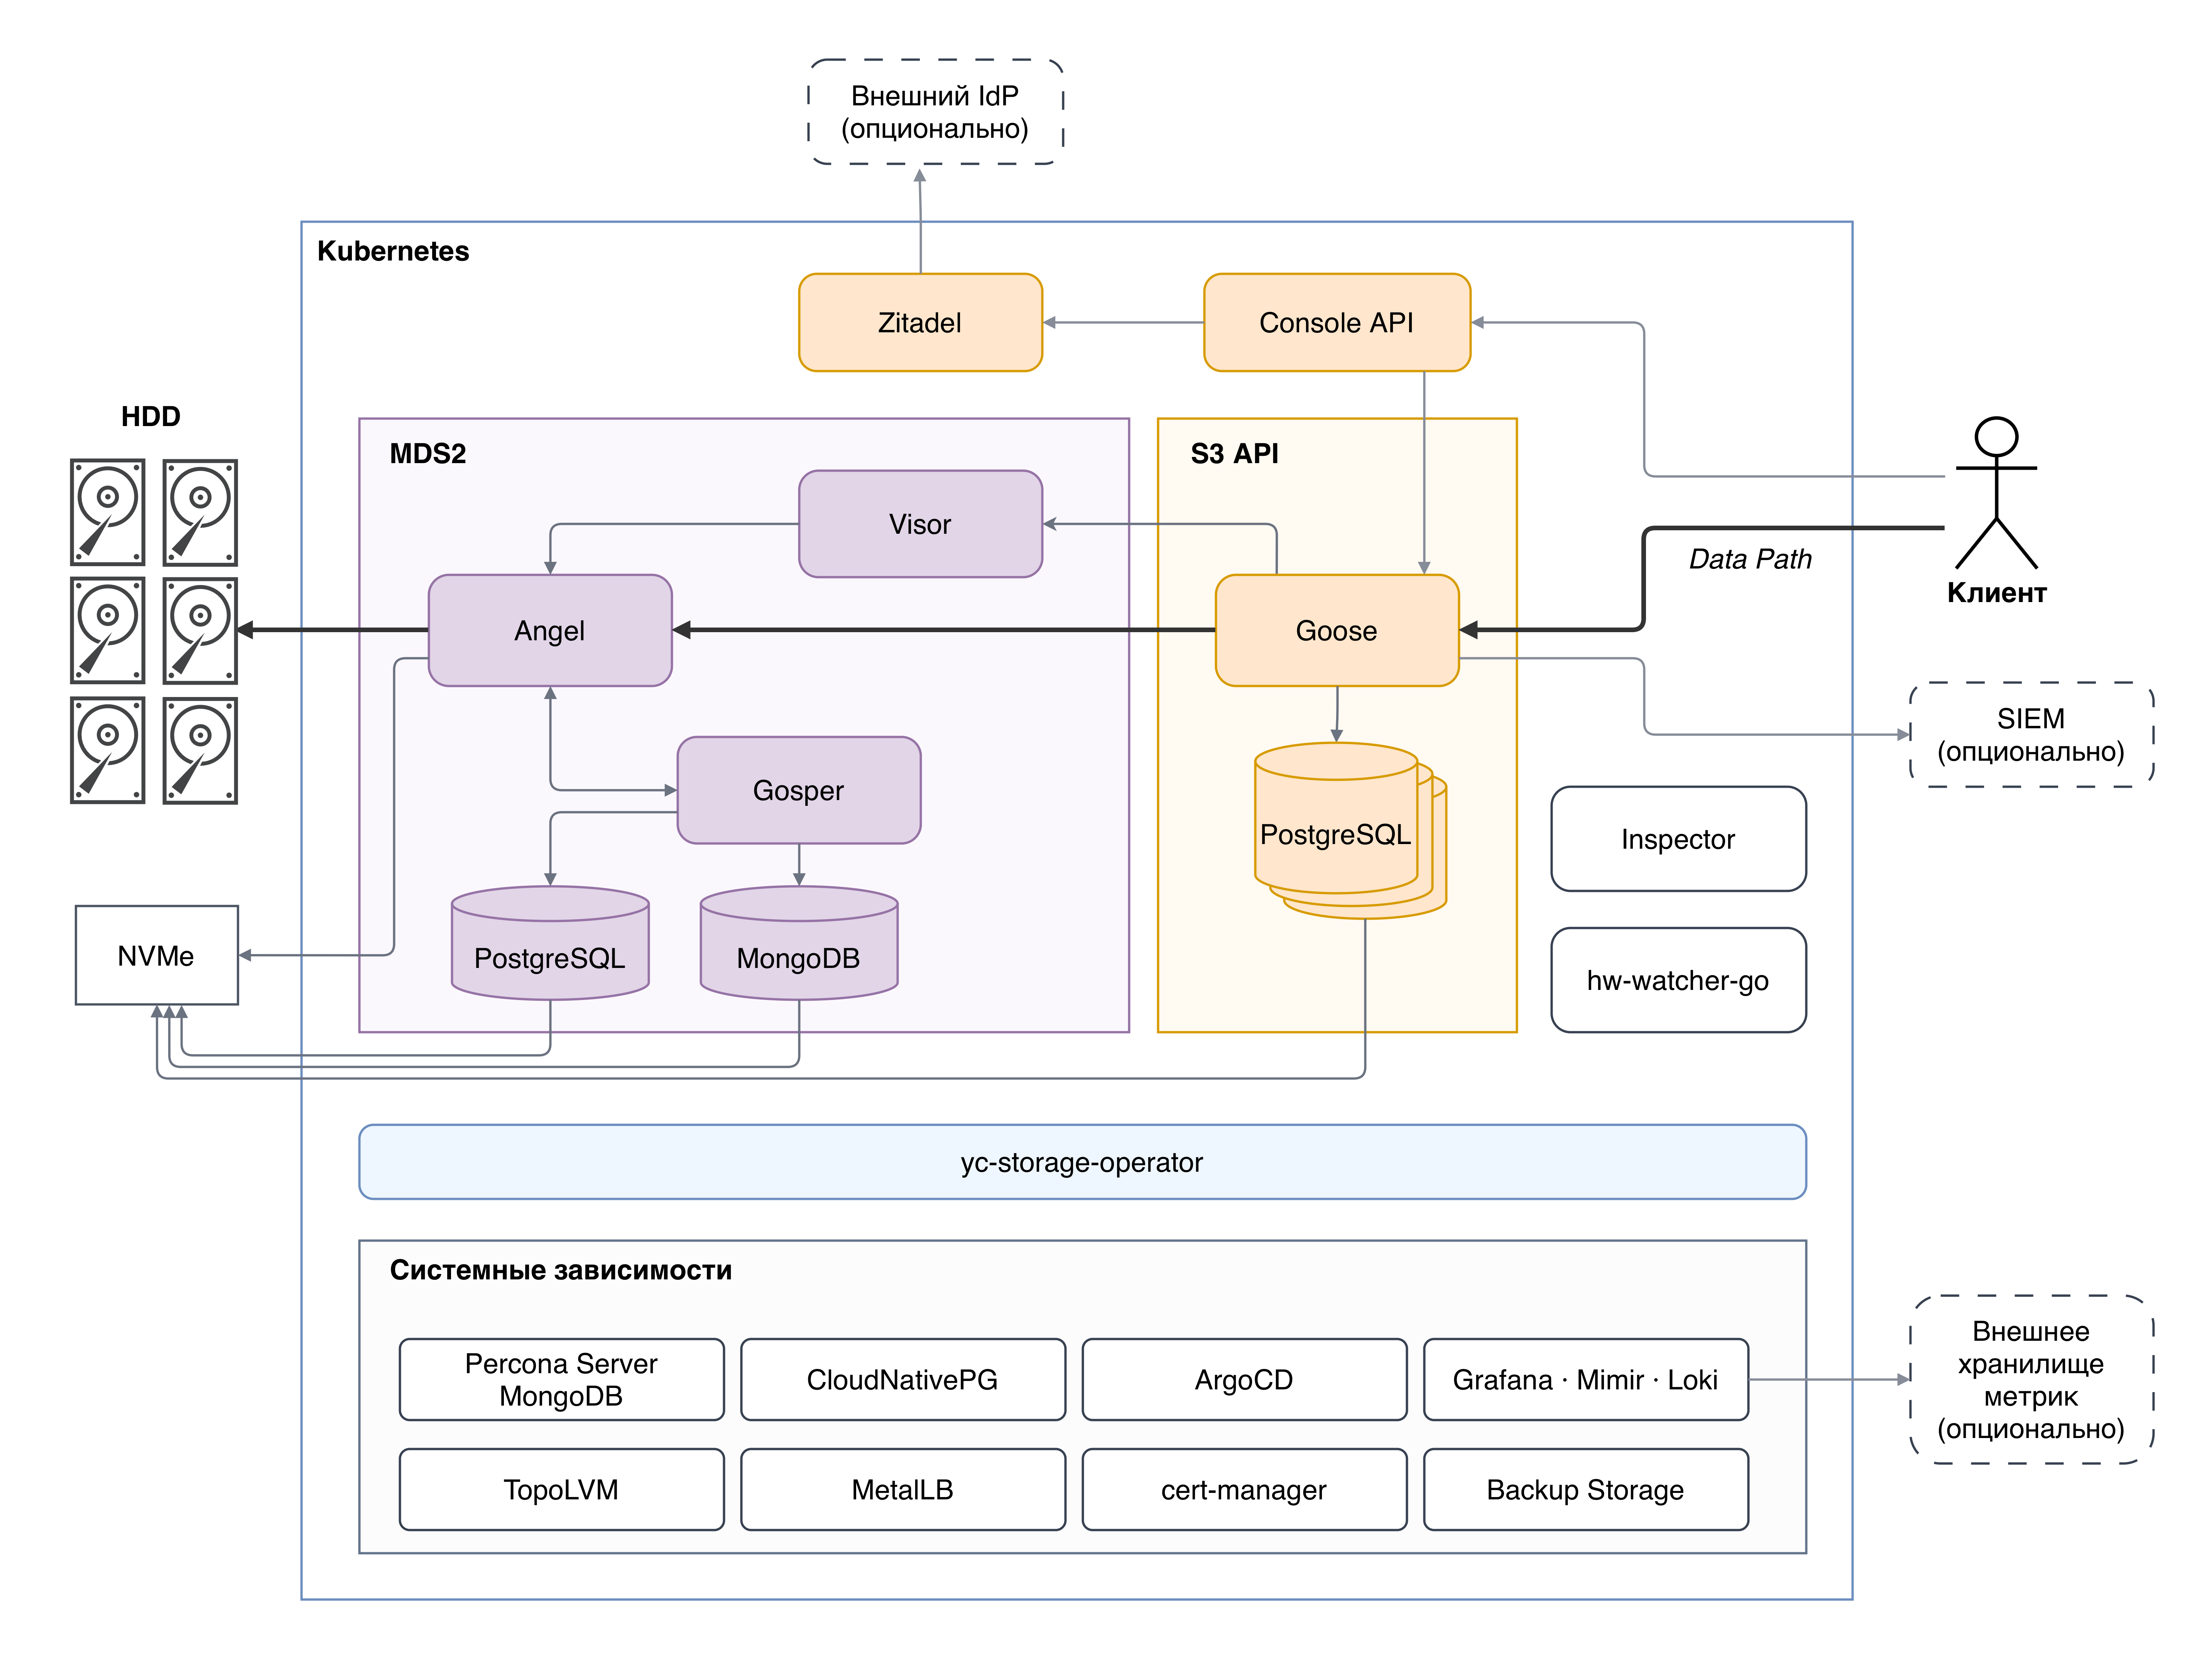 Внешний IdP
(опционально)
Kubernetes
Zitadel
Console API
HDD
MDS2
S3 API
Visor
Data Path
Клиент
Angel
Goose
SIEM
(опционально)
Gosper
PostgreSQL
Inspector
NVMe
PostgreSQL
MongoDB
hw-watcher-go
yc-storage-operator
Системные зависимости
Percona Server
MongoDB
CloudNativePG
ArgoCD
Grafana · Mimir · Loki
Внешнее
хранилище
метрик
(опционально)
TopoLVM
MetalLB
cert-manager
Backup Storage